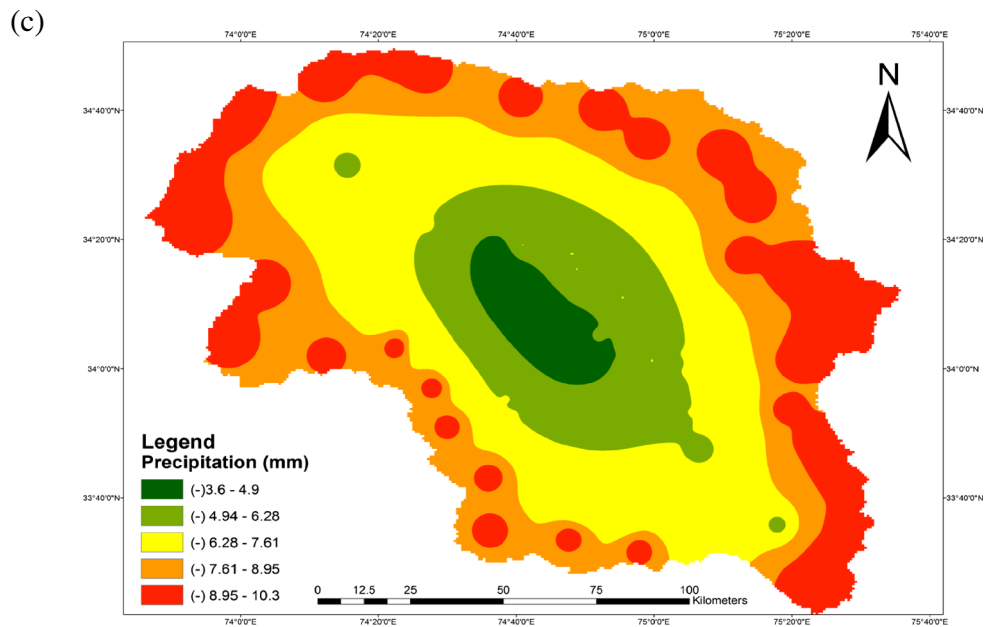 (c)
74°0'0"E 74°20'0"E 74°40'0"E 75°0'0"E 75°20'0"E 75°40'0"E
N
34°40'0"N 34°40'0"N
34°20'0"N 34°20'0"N
34°0'0"N 34°0'0"N
33°40'0"N 33°40'0"N
Legend
Precipitation (mm)
(-)3.6 - 4.9
(-) 4.94 - 6.28
(-) 6.28 - 7.61
(-) 7.61 - 8.95
(-) 8.95 - 10.3
0 12.5 25 50 75 100
Kilometers
74°0'0"E 74°20'0"E 74°40'0"E 75°0'0"E 75°20'0"E 75°40'0"E